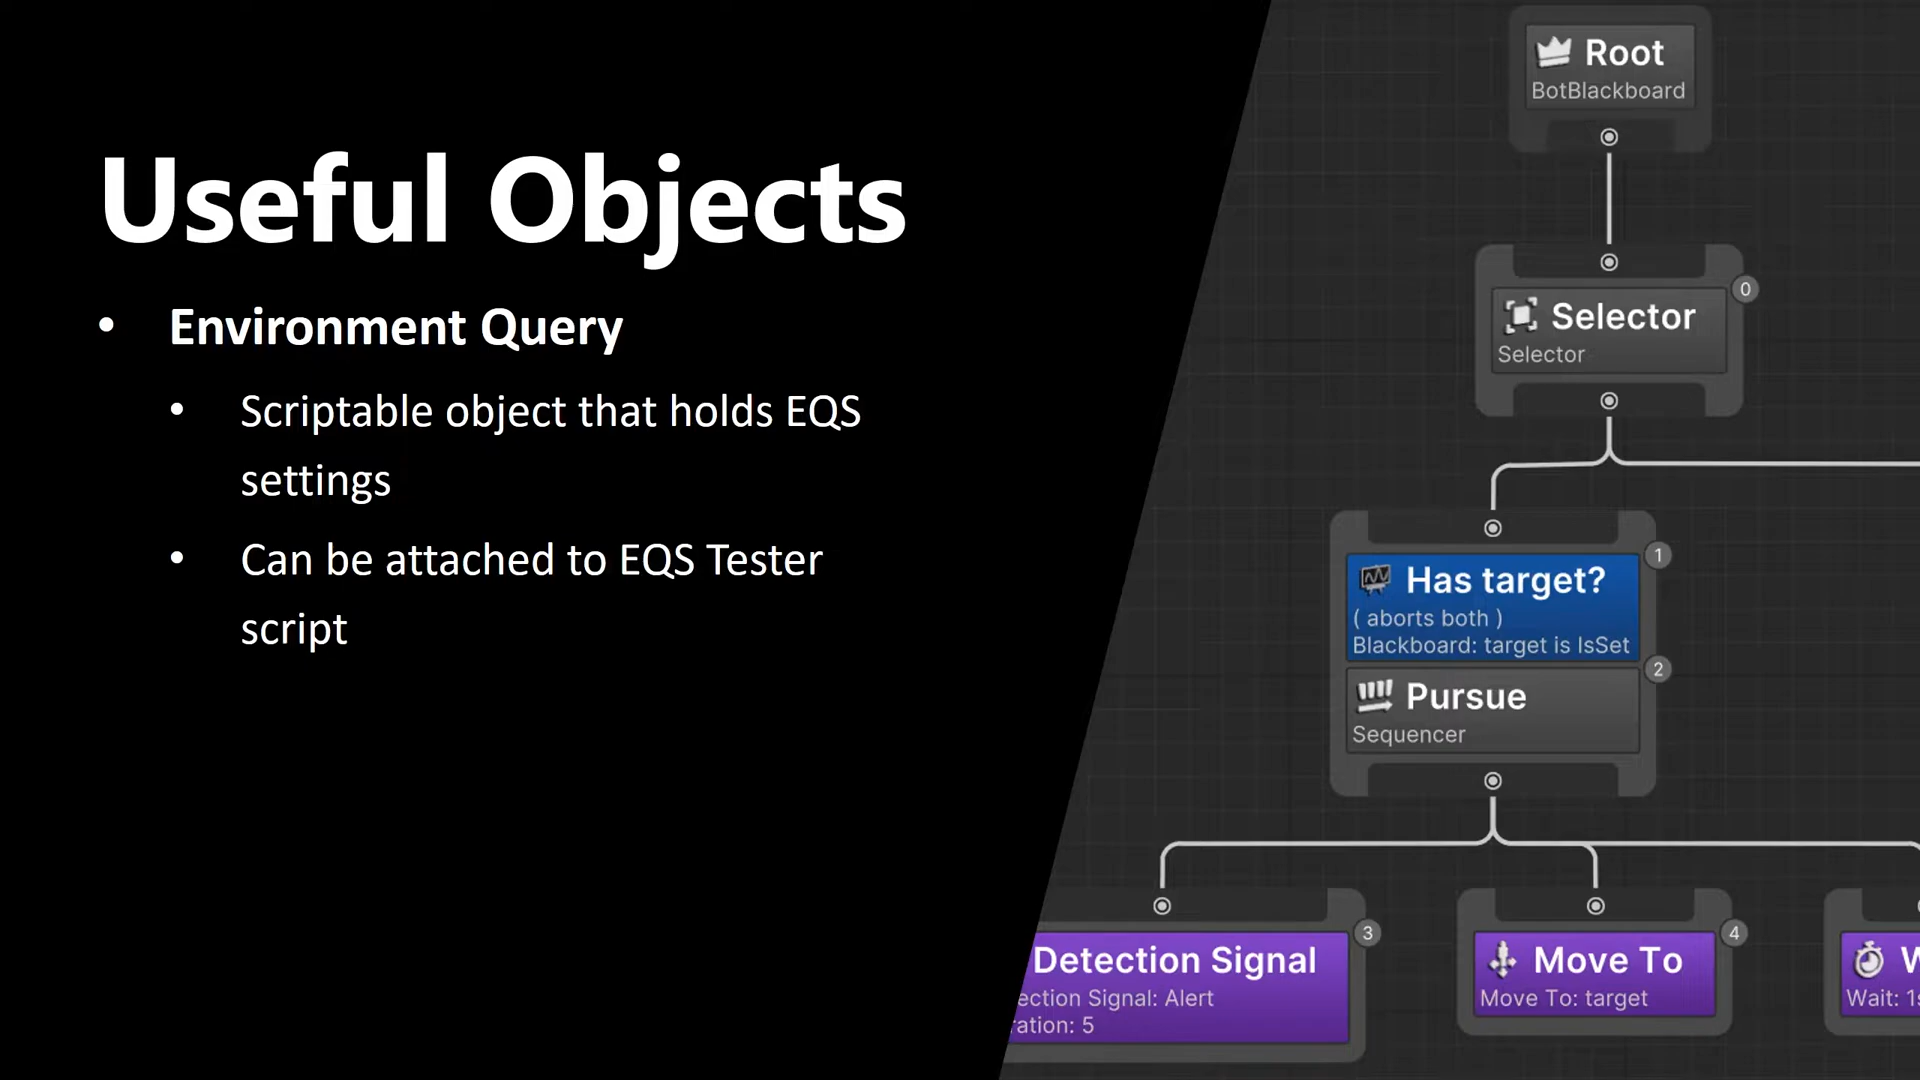 Useful Objects
• Environment Query
• Scriptable object that holds EQS
settings
• Can be attached to EQS Tester
script
Root
BotBlackboard
Selector
0
Selector
1
Has target?
( aborts both )
Blackboard: target is IsSet
2
Pursue
Sequencer
3
Detection Signal
ection Signal: Alert
ration: 5
4
Move To
Move To: target
W
Wait: 1s